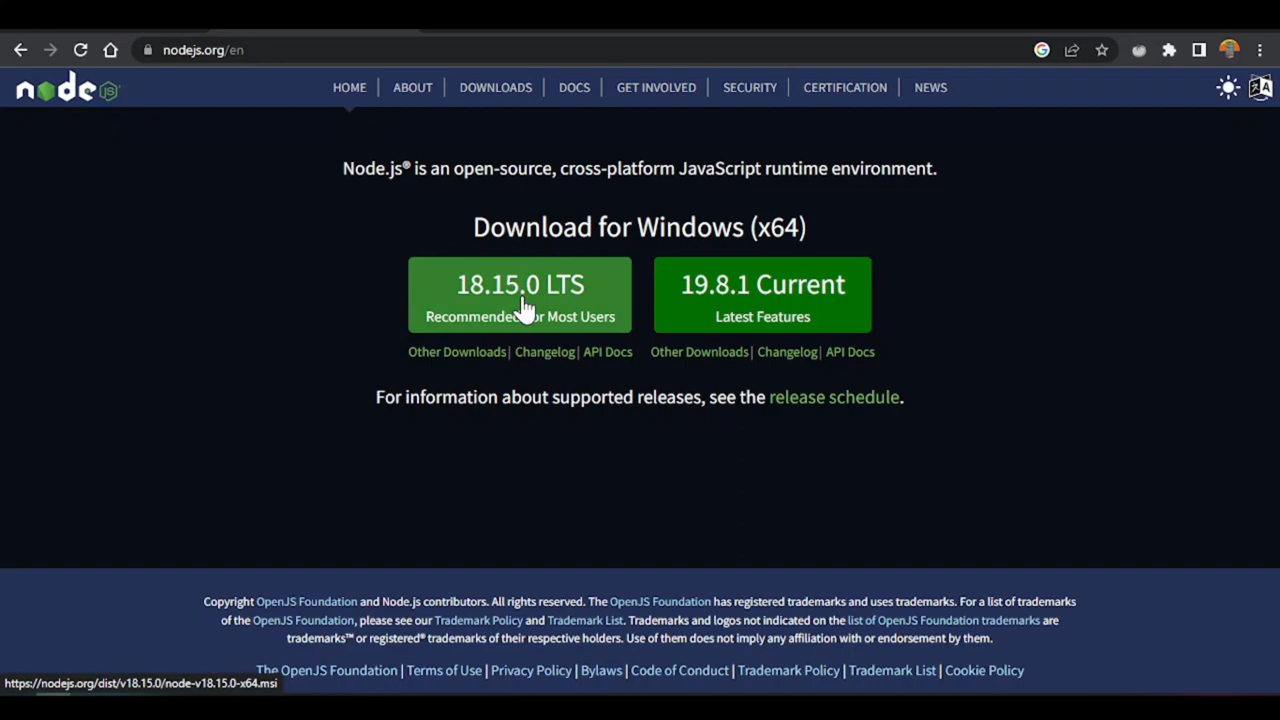 nodejs.org/en
node JS
HOME | ABOUT | DOWNLOADS | DOCS | GET INVOLVED | SECURITY | CERTIFICATION | NEWS
Node.js® is an open-source, cross-platform JavaScript runtime environment.
Download for Windows (x64)
18.15.0 LTS
Recommended For Most Users
19.8.1 Current
Latest Features
Other Downloads | Changelog | API Docs
Other Downloads | Changelog | API Docs
For information about supported releases, see the release schedule.
Copyright OpenJS Foundation and Node.js contributors. All rights reserved. The OpenJS Foundation has registered trademarks and uses trademarks. For a list of trademarks
of the OpenJS Foundation, please see our Trademark Policy and Trademark List. Trademarks and logos not indicated on the list of OpenJS Foundation trademarks are
trademarks™ or registered® trademarks of their respective holders. Use of them does not imply any affiliation with or endorsement by them.
The OpenJS Foundation | Terms of Use | Privacy Policy | Bylaws | Code of Conduct | Trademark Policy | Trademark List | Cookie Policy
https://nodejs.org/dist/v18.15.0/node-v18.15.0-x64.msi